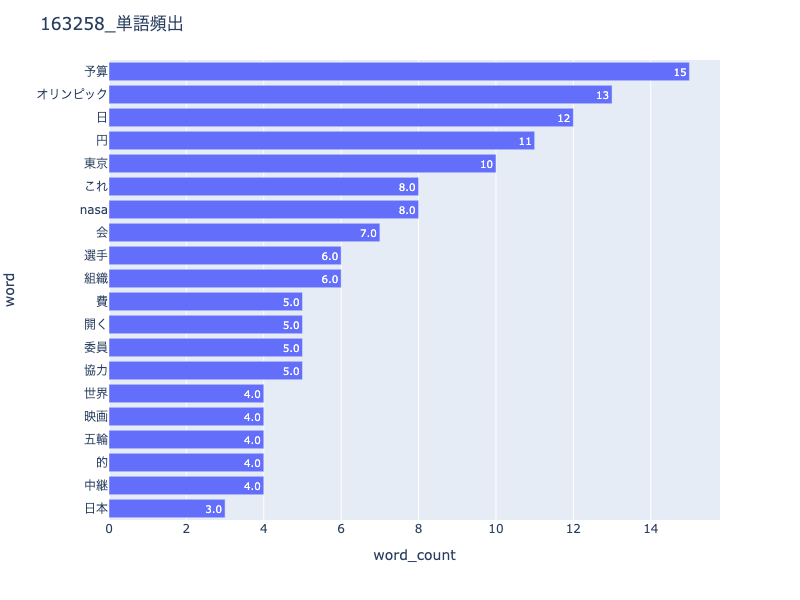 163258_単語頻出
予算 15
オリンピック 13
日 12
円 11
東京 10
これ 8.0
nasa 8.0
会 7.0
選手 6.0
組織 6.0
費 5.0
開く 5.0
委員 5.0
協力 5.0
世界 4.0
映画 4.0
五輪 4.0
的 4.0
中継 4.0
日本 3.0
word
0 2 4 6 8 10 12 14
word_count